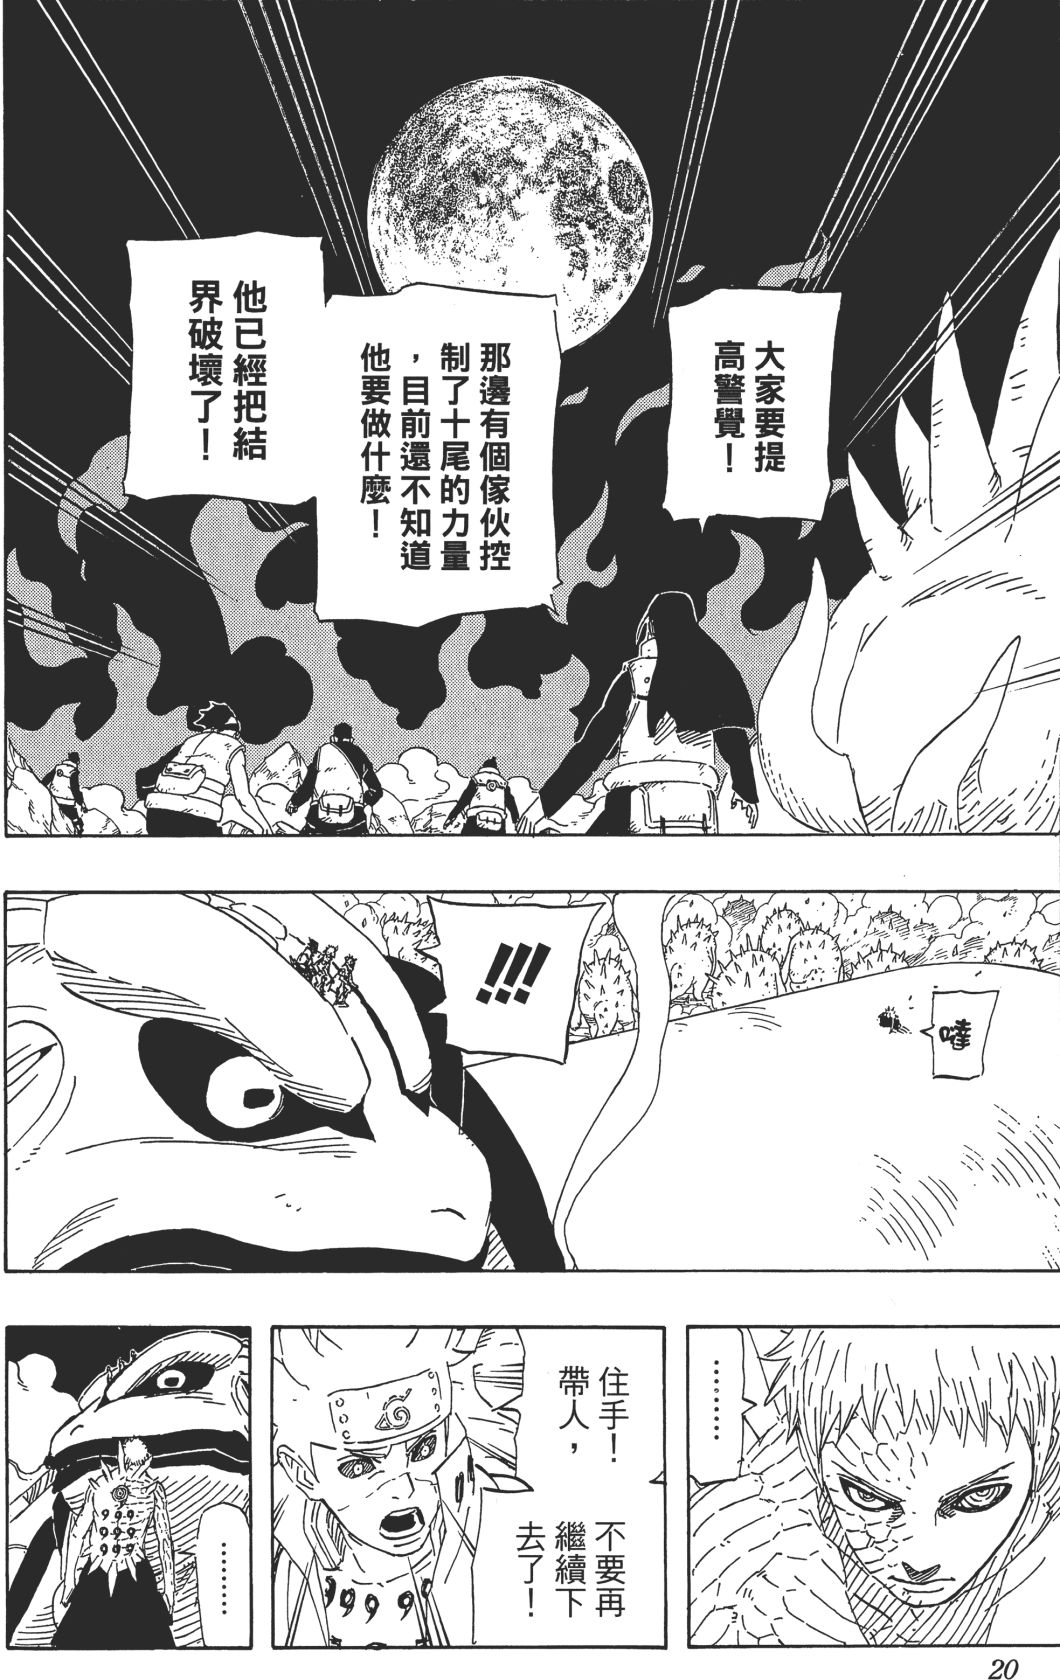 大家要提
高警覺！
那邊有個傢伙控
制了十尾的力量
，目前還不知道
他要做什麼！
他已經把結
界破壞了！
噠
!!!
………
住手！
帶人，
不要再
繼續下
去了！
………
20